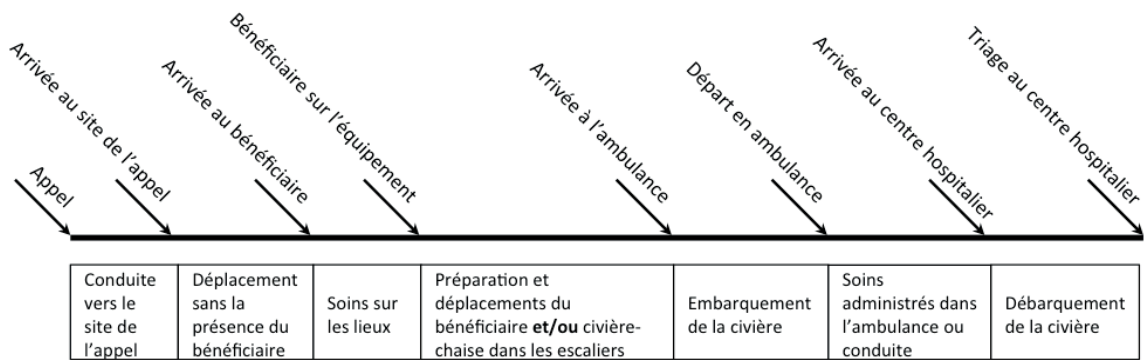 Appel
Arrivée au site de l'appel
Arrivée au bénéficiaire
Bénéficiaire sur l'équipement
Arrivée à l'ambulance
Départ en ambulance
Arrivée au centre hospitalier
Triage au centre hospitalier
Conduite
vers le
site de
l'appel
Déplacement
sans la
présence du
bénéficiaire
Soins sur
les lieux
Préparation et
déplacements du
bénéficiaire et/ou civière-
chaise dans les escaliers
Embarquement
de la civière
Soins
administrés dans
l'ambulance ou
conduite
Débarquement
de la civière